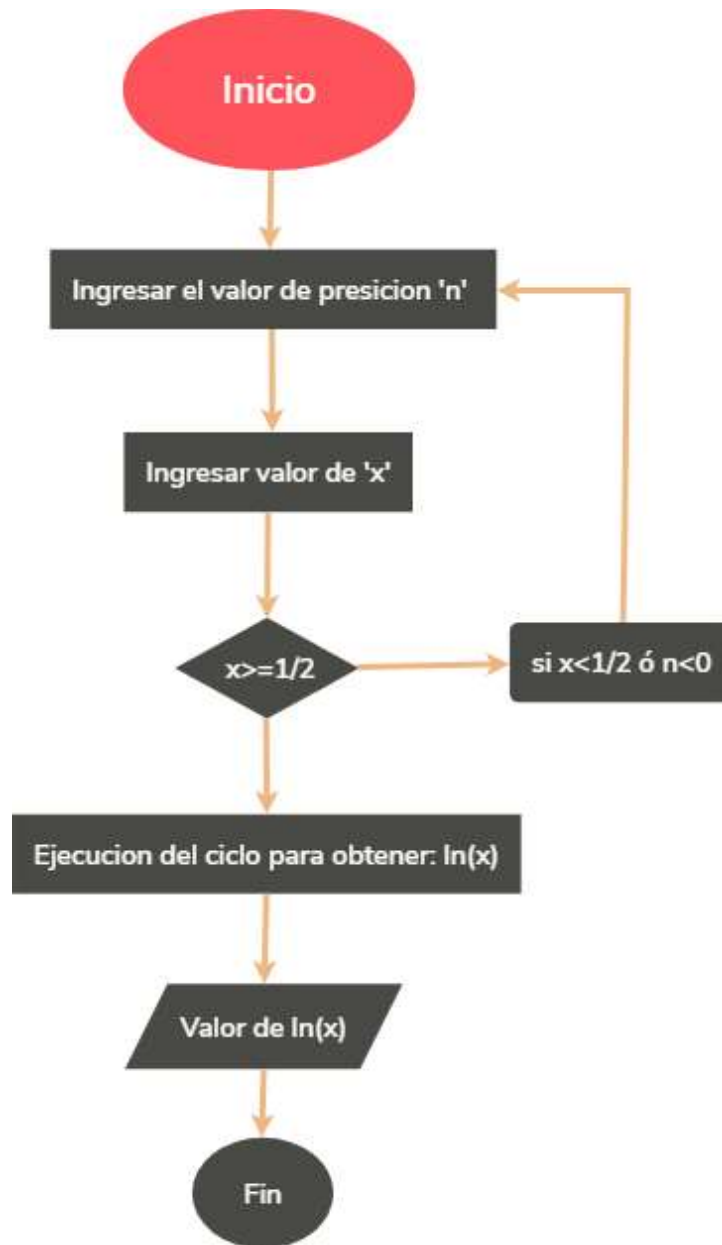 Inicio
Ingresar el valor de presicion 'n'
Ingresar valor de 'x'
x>=1/2
si x<1/2 ó n<0
Ejecucion del ciclo para obtener: ln(x)
Valor de ln(x)
Fin